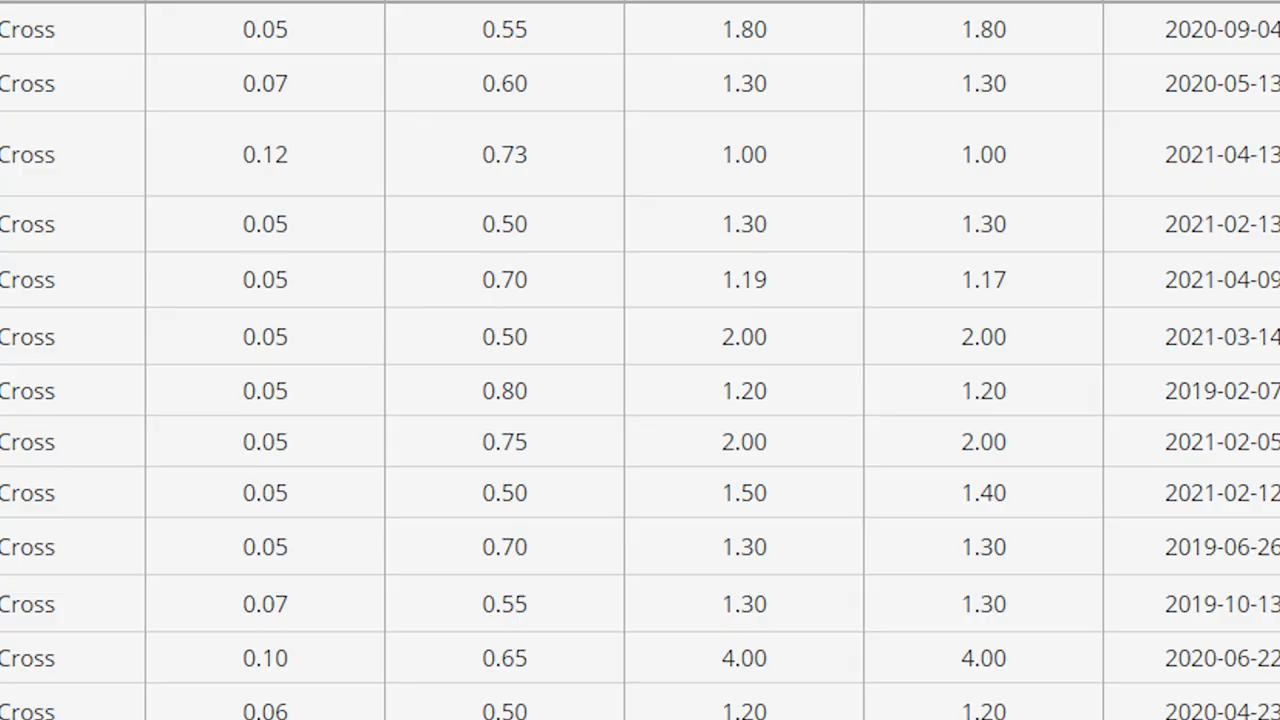 Cross 0.05 0.55 1.80 1.80 2020-09-04
Cross 0.07 0.60 1.30 1.30 2020-05-13
Cross 0.12 0.73 1.00 1.00 2021-04-13
Cross 0.05 0.50 1.30 1.30 2021-02-13
Cross 0.05 0.70 1.19 1.17 2021-04-09
Cross 0.05 0.50 2.00 2.00 2021-03-14
Cross 0.05 0.80 1.20 1.20 2019-02-07
Cross 0.05 0.75 2.00 2.00 2021-02-05
Cross 0.05 0.50 1.50 1.40 2021-02-12
Cross 0.05 0.70 1.30 1.30 2019-06-26
Cross 0.07 0.55 1.30 1.30 2019-10-13
Cross 0.10 0.65 4.00 4.00 2020-06-22
Cross 0.06 0.50 1.20 1.20 2020-04-23